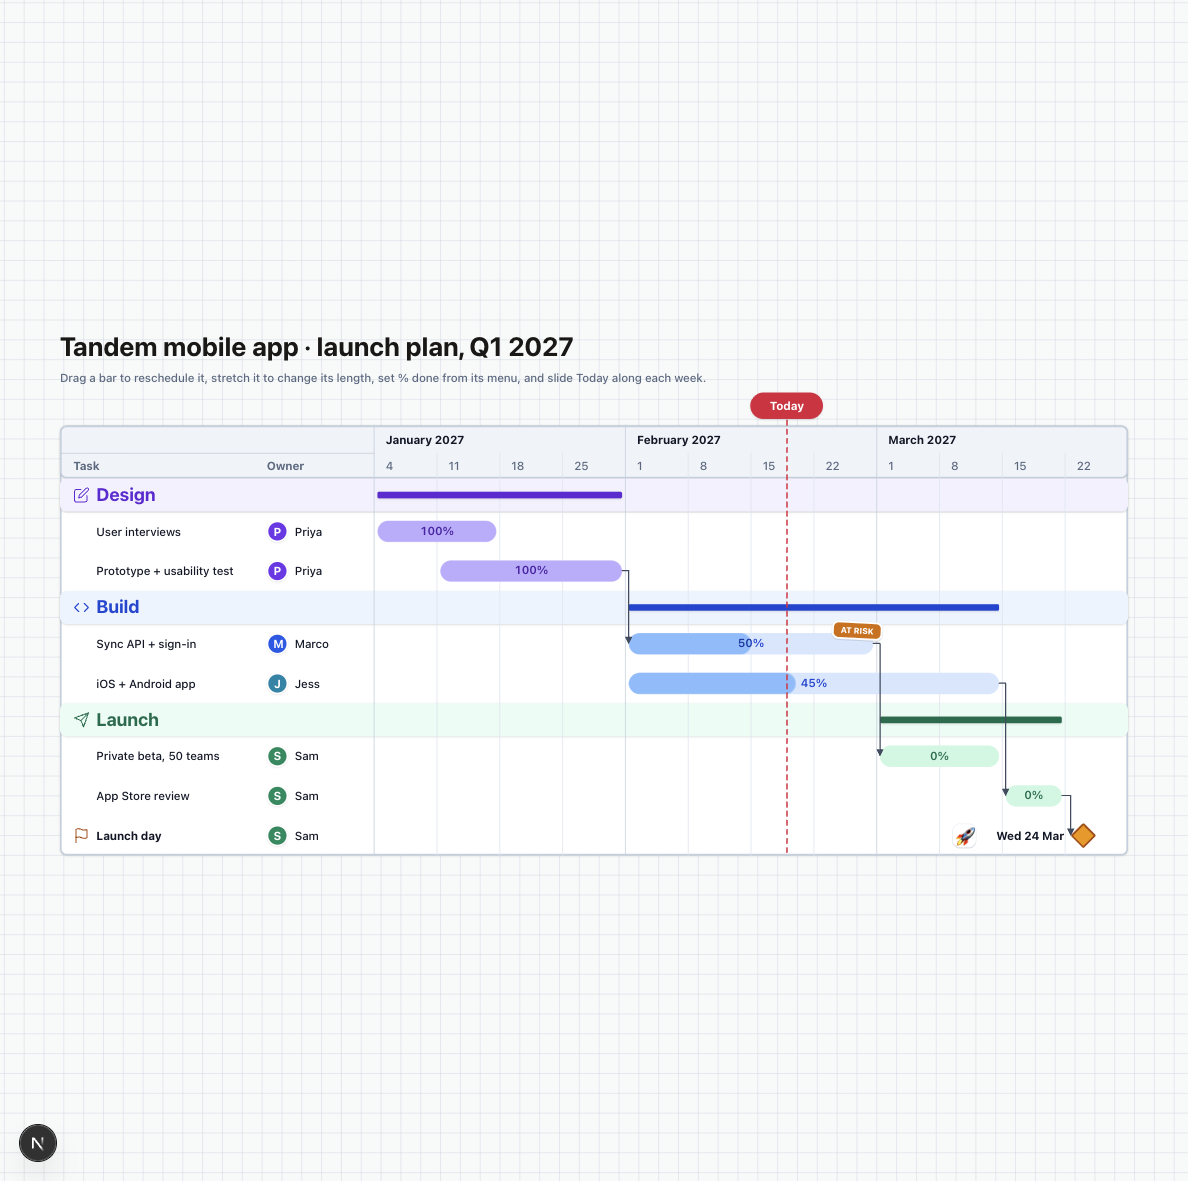 Tandem mobile app · launch plan, Q1 2027
Drag a bar to reschedule it, stretch it to change its length, set % done from its menu, and slide Today along each week.
Today
January 2027 February 2027 March 2027
Task Owner 4 11 18 25 1 8 15 22 1 8 15 22
Design
User interviews P Priya 100%
Prototype + usability test P Priya 100%
Build
AT RISK
Sync API + sign-in M Marco 50%
iOS + Android app J Jess 45%
Launch
Private beta, 50 teams S Sam 0%
App Store review S Sam 0%
Launch day S Sam Wed 24 Mar
N